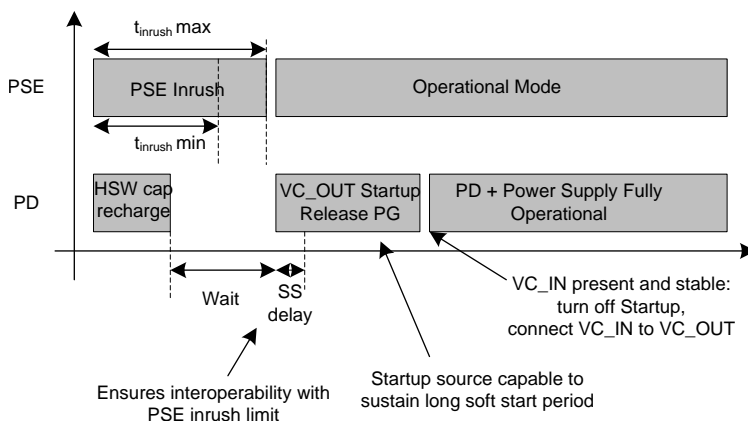 tinrush max
PSE
PSE Inrush
Operational Mode
tinrush min
PD
HSW cap
recharge
VC_OUT Startup
Release PG
PD + Power Supply Fully
Operational
Wait
SS
delay
VC_IN present and stable:
turn off Startup,
connect VC_IN to VC_OUT
Ensures interoperability with
PSE inrush limit
Startup source capable to
sustain long soft start period